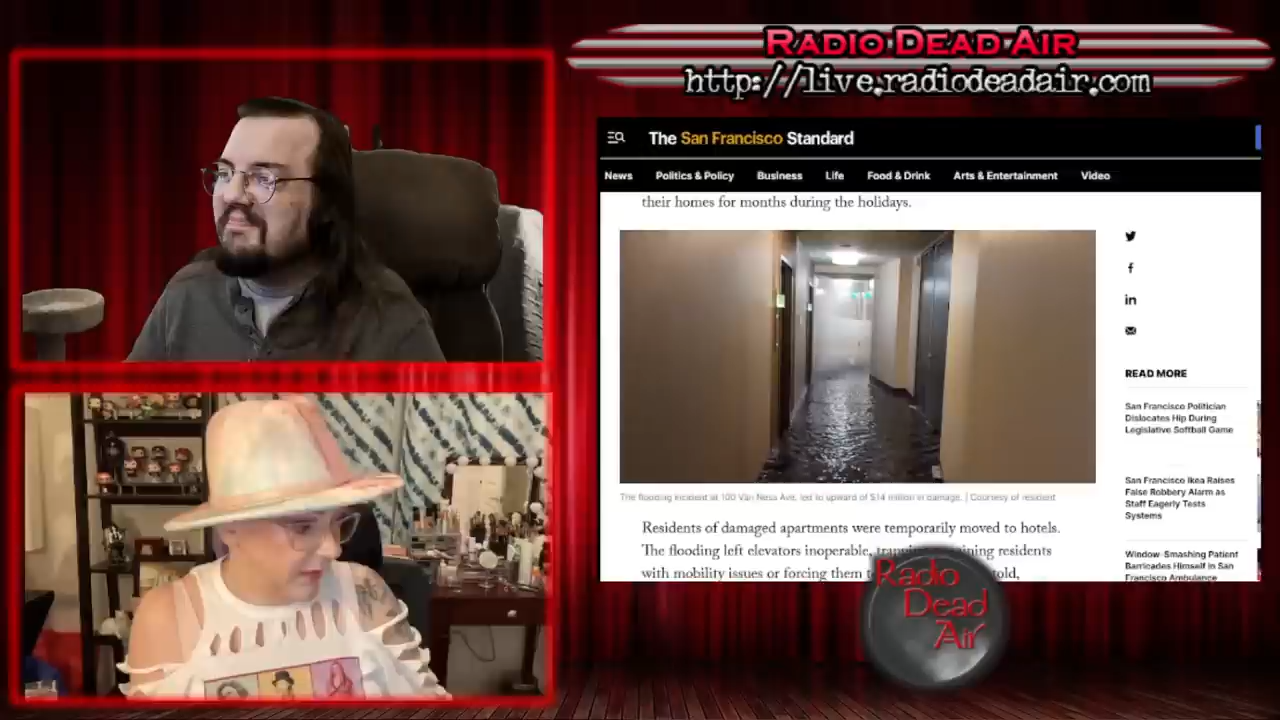 Radio Dead Air
http://live.radiodeadair.com
The San Francisco Standard
News Politics & Policy Business Life Food & Drink Arts & Entertainment Video
their homes for months during the holidays.
The flooding incident at 100 Van Ness Ave. led to upward of $14 million in damage. | Courtesy of resident
Residents of damaged apartments were temporarily moved to hotels.
The flooding left elevators inoperable, residents
with mobility issues or forcing them
READ MORE
San Francisco Politician
Dislocates Hip During
Legislative Softball Game
San Francisco Ikea Raises
False Robbery Alarm as
Staff Eagerly Tests
Systems
Window-Smashing Patient
Barricades Himself in San
Francisco Ambulance
Radio
Dead
Air